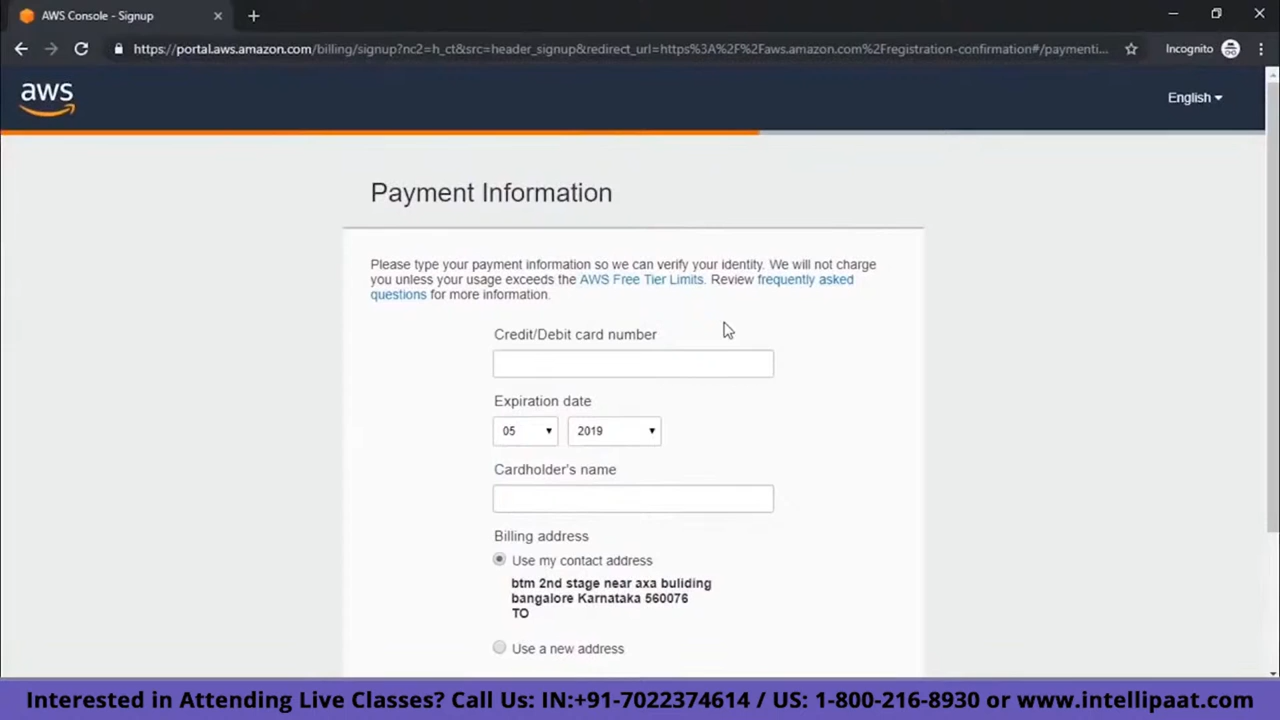 AWS Console - Signup
https://portal.aws.amazon.com/billing/signup?nc2=h_ct&src=header_signup&redirect_url=https%3A%2F%2Faws.amazon.com%2Fregistration-confirmation#/paymenti...
Incognito
aws
English
Payment Information
Please type your payment information so we can verify your identity. We will not charge
you unless your usage exceeds the AWS Free Tier Limits. Review frequently asked
questions for more information.
Credit/Debit card number
Expiration date
05 2019
Cardholder's name
Billing address
Use my contact address
btm 2nd stage near axa buliding
bangalore Karnataka 560076
TO
Use a new address
Interested in Attending Live Classes? Call Us: IN:+91-7022374614 / US: 1-800-216-8930 or www.intellipaat.com